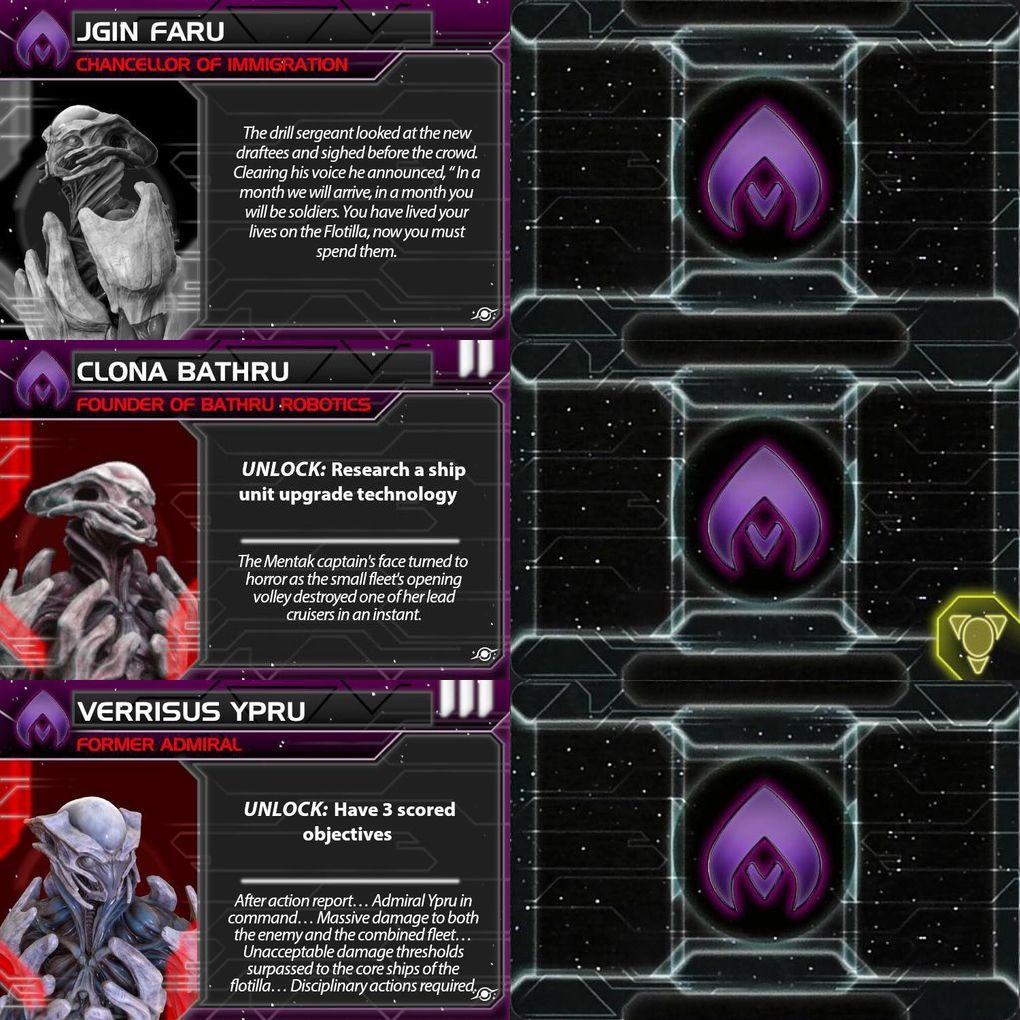 JGIN FARU
CHANCELLOR OF IMMIGRATION
The drill sergeant looked at the new
draftees and sighed before the crowd.
Clearing his voice he announced, “In a
month we will arrive, in a month you
will be soldiers. You have lived your
lives on the Flotilla, now you must
spend them.
CLONA BATHRU
II
FOUNDER OF BATHRU ROBOTICS
UNLOCK: Research a ship
unit upgrade technology
The Mentak captain's face turned to
horror as the small fleet's opening
volley destroyed one of her lead
cruisers in an instant.
VERRISUS YPRU
III
FORMER ADMIRAL
UNLOCK: Have 3 scored
objectives
After action report… Admiral Ypru in
command… Massive damage to both
the enemy and the combined fleet…
Unacceptable damage thresholds
surpassed to the core ships of the
flotilla… Disciplinary actions required.